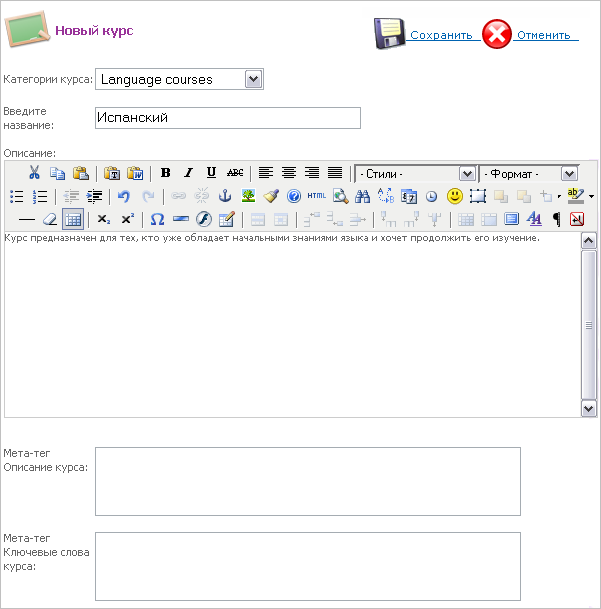 Новый курс
Сохранить
Отменить
Категории курса:
Language courses
Введите
название:
Испанский
Описание:
B I U ABC
- Стили -
- Формат -
HTML
Курс предназначен для тех, кто уже обладает начальными знаниями языка и хочет продолжить его изучение.
Мета-тег
Описание курса:
Мета-тег
Ключевые слова
курса: